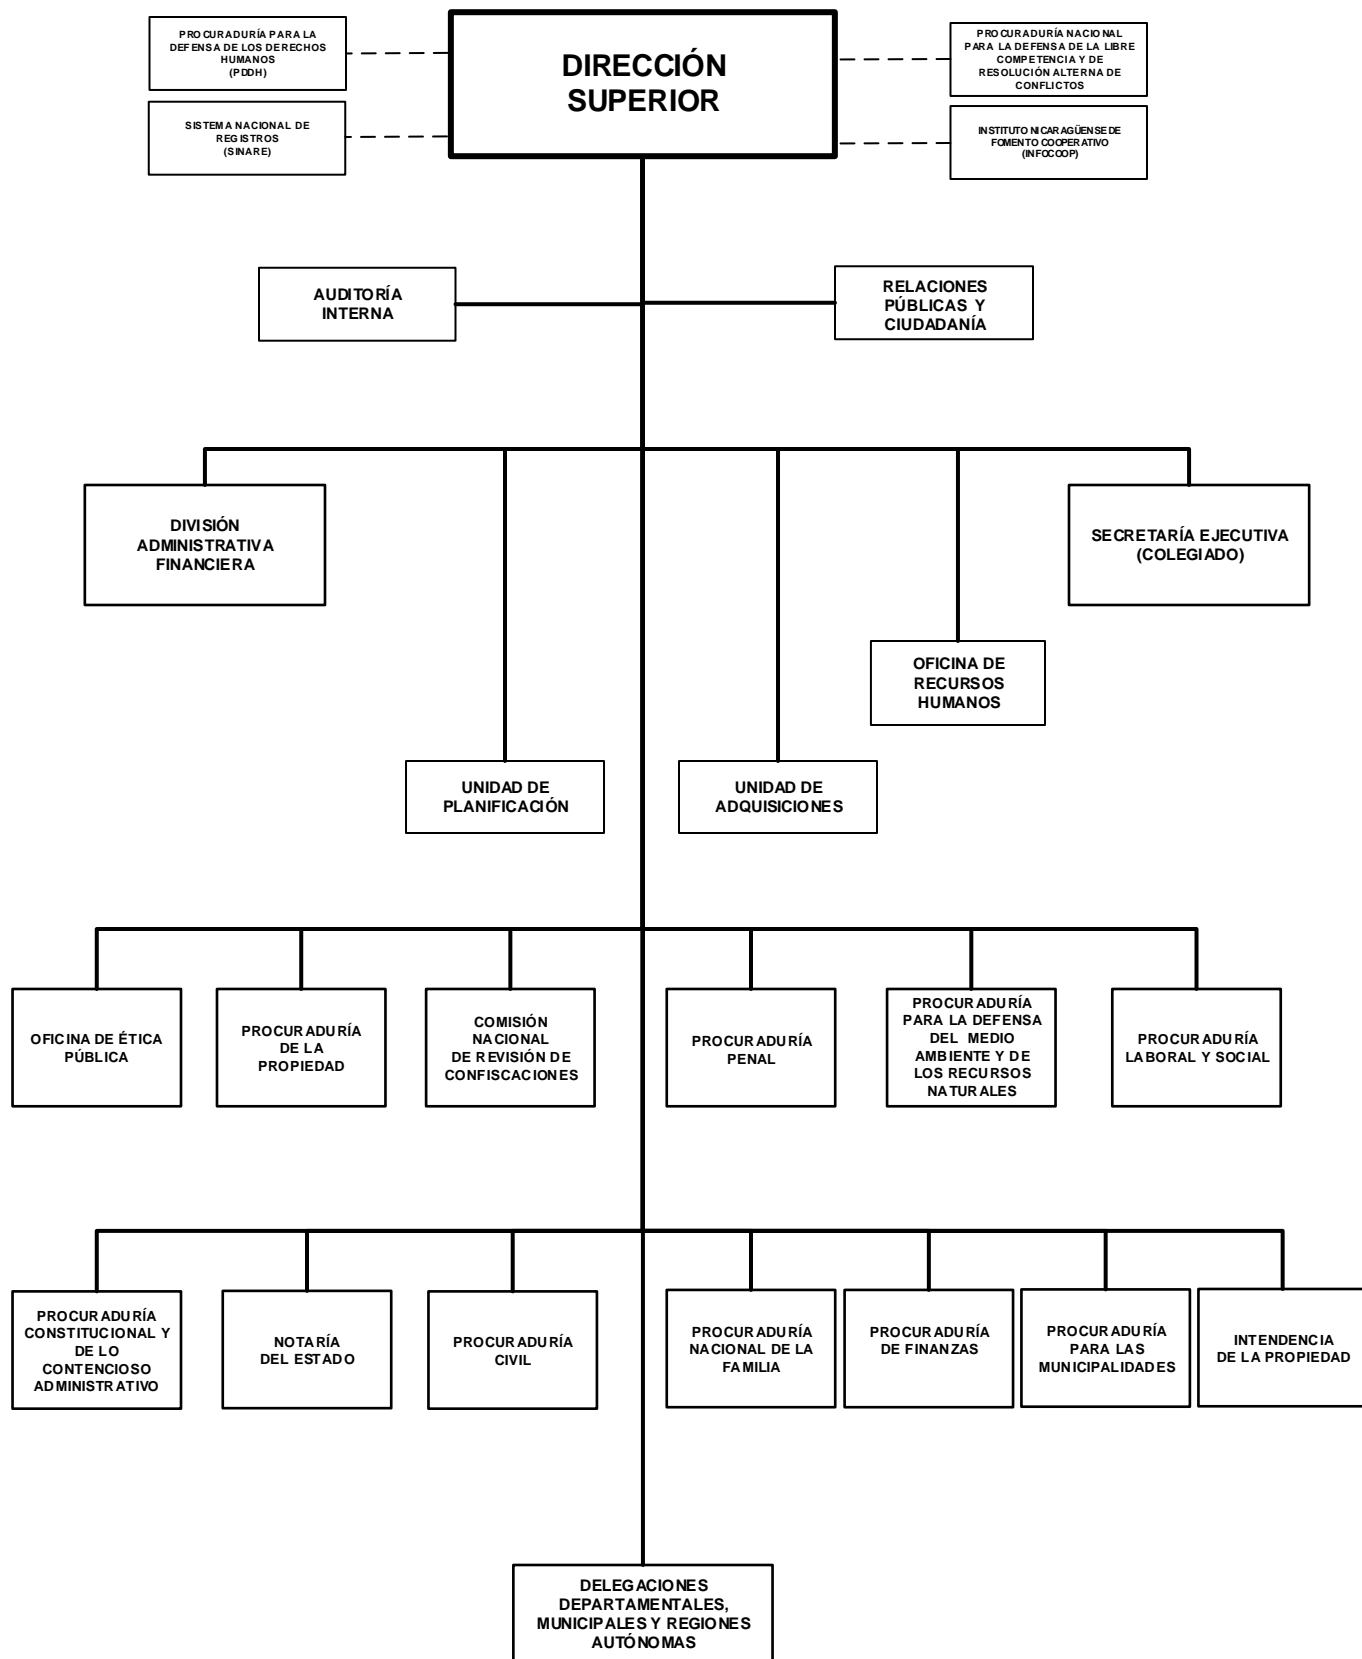 PROCURADURÍA PARA LA
DEFENSA DE LOS DERECHOS
HUMANOS
(PDDH)
DIRECCIÓN
SUPERIOR
PROCURADURÍA NACIONAL
PARA LA DEFENSA DE LA LIBRE
COMPETENCIA Y DE
RESOLUCIÓN ALTERNA DE
CONFLICTOS
SISTEMA NACIONAL DE
REGISTROS
(SINARE)
INSTITUTO NICARAGÜENSE DE
FOMENTO COOPERATIVO
(INFOCOOP)
AUDITORÍA
INTERNA
RELACIONES
PÚBLICAS Y
CIUDADANÍA
DIVISIÓN
ADMINISTRATIVA
FINANCIERA
SECRETARÍA EJECUTIVA
(COLEGIADO)
OFICINA DE
RECURSOS
HUMANOS
UNIDAD DE
PLANIFICACIÓN
UNIDAD DE
ADQUISICIONES
OFICINA DE ÉTICA
PÚBLICA
PROCURADURÍA
DE LA
PROPIEDAD
COMISIÓN
NACIONAL
DE REVISIÓN DE
CONFISCACIONES
PROCURADURÍA
PENAL
PROCURADURÍA
PARA LA DEFENSA
DEL MEDIO
AMBIENTE Y DE
LOS RECURSOS
NATURALES
PROCURADURÍA
LABORAL Y SOCIAL
PROCURADURÍA
CONSTITUCIONAL Y
DE LO
CONTENCIOSO
ADMINISTRATIVO
NOTARÍA
DEL ESTADO
PROCURADURÍA
CIVIL
PROCURADURÍA
NACIONAL DE LA
FAMILIA
PROCURADURÍA
DE FINANZAS
PROCURADURÍA
PARA LAS
MUNICIPALIDADES
INTENDENCIA
DE LA PROPIEDAD
DELEGACIONES
DEPARTAMENTALES,
MUNICIPALES Y REGIONES
AUTÓNOMAS